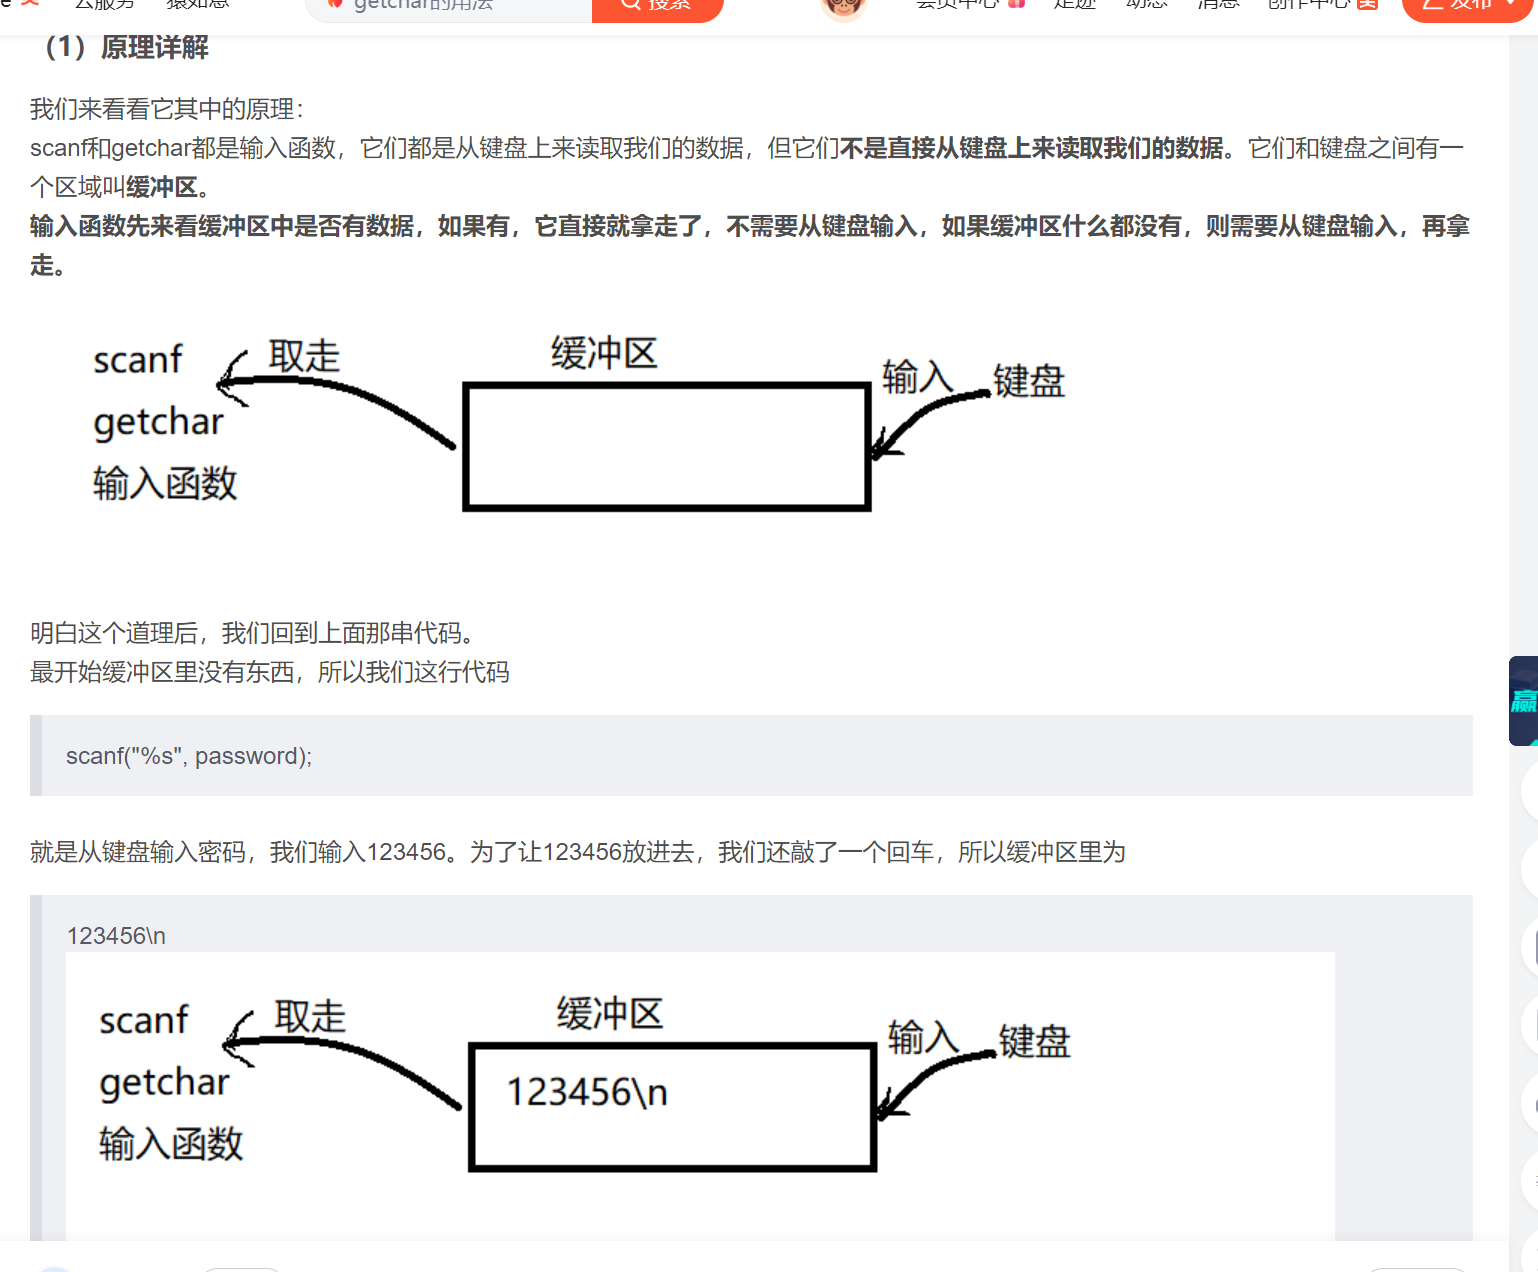 云服务 猿如意 getchar的用法 搜索 会员中心 足迹 动态 消息 创作中心 发布
（1）原理详解
我们来看看它其中的原理：
scanf和getchar都是输入函数，它们都是从键盘上来读取我们的数据，但它们不是直接从键盘上来读取我们的数据。它们和键盘之间有一
个区域叫缓冲区。
输入函数先来看缓冲区中是否有数据，如果有，它直接就拿走了，不需要从键盘输入，如果缓冲区什么都没有，则需要从键盘输入，再拿
走。
scanf 取走 缓冲区 输入 键盘
getchar
输入函数
明白这个道理后，我们回到上面那串代码。
最开始缓冲区里没有东西，所以我们这行代码
赢
scanf("%s", password);
就是从键盘输入密码，我们输入123456。为了让123456放进去，我们还敲了一个回车，所以缓冲区里为
123456\n
scanf 取走 缓冲区 输入 键盘
getchar 123456\n
输入函数